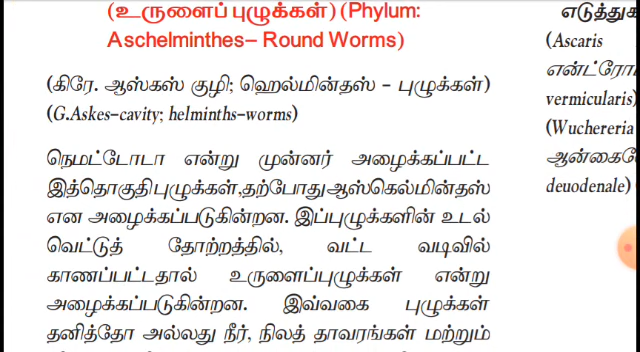 (உருளைப் புழுக்கள்) (Phylum:
Aschelminthes– Round Worms)
(கிரே. ஆஸ்கஸ் குழி; ஹெல்மின்தஸ் – புழுக்கள்)
(G.Askes-cavity; helminths-worms)
நெமட்டோடா என்று முன்னர் அழைக்கப்பட்ட
இத்தொகுதி புழுக்கள்,தற்போது ஆஸ்கெல்மின்தஸ்
என அழைக்கப்படுகின்றன. இப்புழுக்களின் உடல்
வெட்டுத் தோற்றத்தில், வட்ட வடிவில்
காணப்பட்டதால் உருளைப்புழுக்கள் என்று
அழைக்கப்படுகின்றன. இவ்வகை புழுக்கள்
தனித்தோ அல்லது நீர், நிலத் தாவரங்கள் மற்றும்
எடுத்துக
(Ascaris
என்ட்ரோ
vermicularis)
(Wuchereria
ஆன்கை
deuodenale)